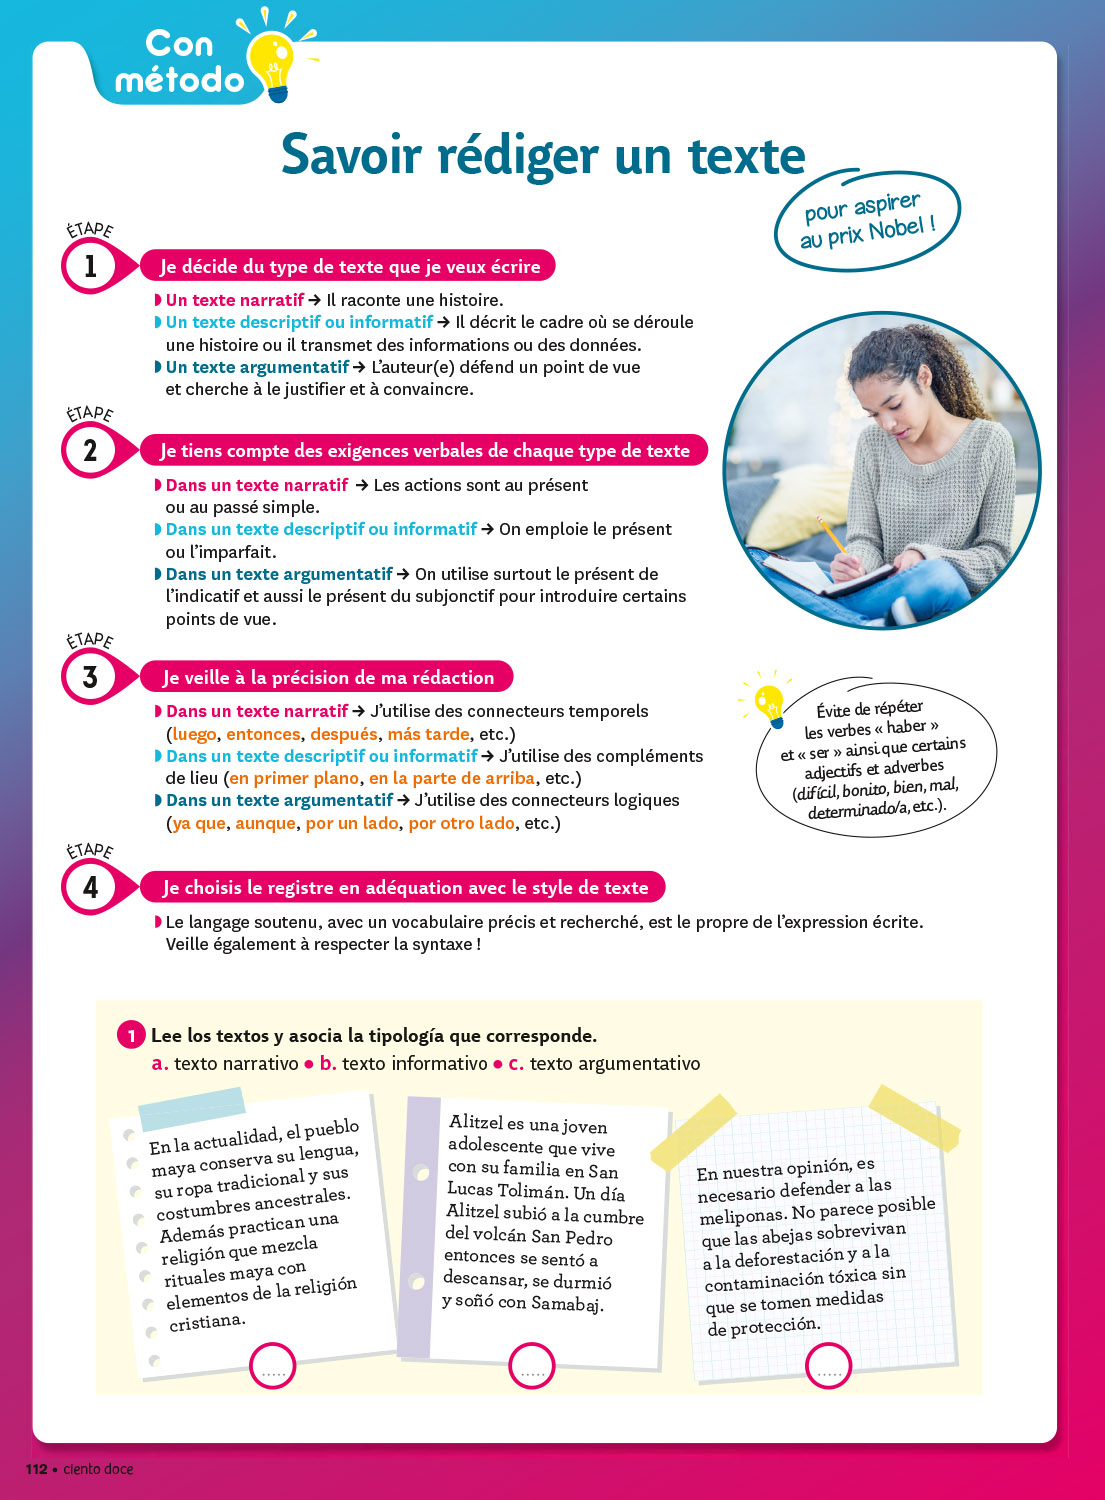 Con
método
Savoir rédiger un texte
pour aspirer
au prix Nobel !
ÉTAPE
1
Je décide du type de texte que je veux écrire
Un texte narratif → Il raconte une histoire.
Un texte descriptif ou informatif → Il décrit le cadre où se déroule
une histoire ou il transmet des informations ou des données.
Un texte argumentatif → L'auteur(e) défend un point de vue
et cherche à le justifier et à convaincre.
ÉTAPE
2
Je tiens compte des exigences verbales de chaque type de texte
Dans un texte narratif → Les actions sont au présent
ou au passé simple.
Dans un texte descriptif ou informatif → On emploie le présent
ou l'imparfait.
Dans un texte argumentatif → On utilise surtout le présent de
l'indicatif et aussi le présent du subjonctif pour introduire certains
points de vue.
ÉTAPE
3
Je veille à la précision de ma rédaction
Dans un texte narratif → J'utilise des connecteurs temporels
(luego, entonces, después, más tarde, etc.)
Dans un texte descriptif ou informatif → J'utilise des compléments
de lieu (en primer plano, en la parte de arriba, etc.)
Dans un texte argumentatif → J'utilise des connecteurs logiques
(ya que, aunque, por un lado, por otro lado, etc.)
Évite de répéter
les verbes « haber »
et « ser » ainsi que certains
adjectifs et adverbes
(difícil, bonito, bien, mal,
determinado/a, etc.).
ÉTAPE
4
Je choisis le registre en adéquation avec le style de texte
Le langage soutenu, avec un vocabulaire précis et recherché, est le propre de l'expression écrite.
Veille également à respecter la syntaxe !
1 Lee los textos y asocia la tipología que corresponde.
a. texto narrativo • b. texto informativo • c. texto argumentativo
En la actualidad, el pueblo
maya conserva su lengua,
su ropa tradicional y sus
costumbres ancestrales.
Además practican una
religión que mezcla
rituales maya con
elementos de la religión
cristiana.
.....
Alitzel es una joven
adolescente que vive
con su familia en San
Lucas Tolimán. Un día
Alitzel subió a la cumbre
del volcán San Pedro
entonces se sentó a
descansar, se durmió
y soñó con Samabaj.
.....
En nuestra opinión, es
necesario defender a las
meliponas. No parece posible
que las abejas sobrevivan
a la deforestación y a la
contaminación tóxica sin
que se tomen medidas
de protección.
.....
112 • ciento doce